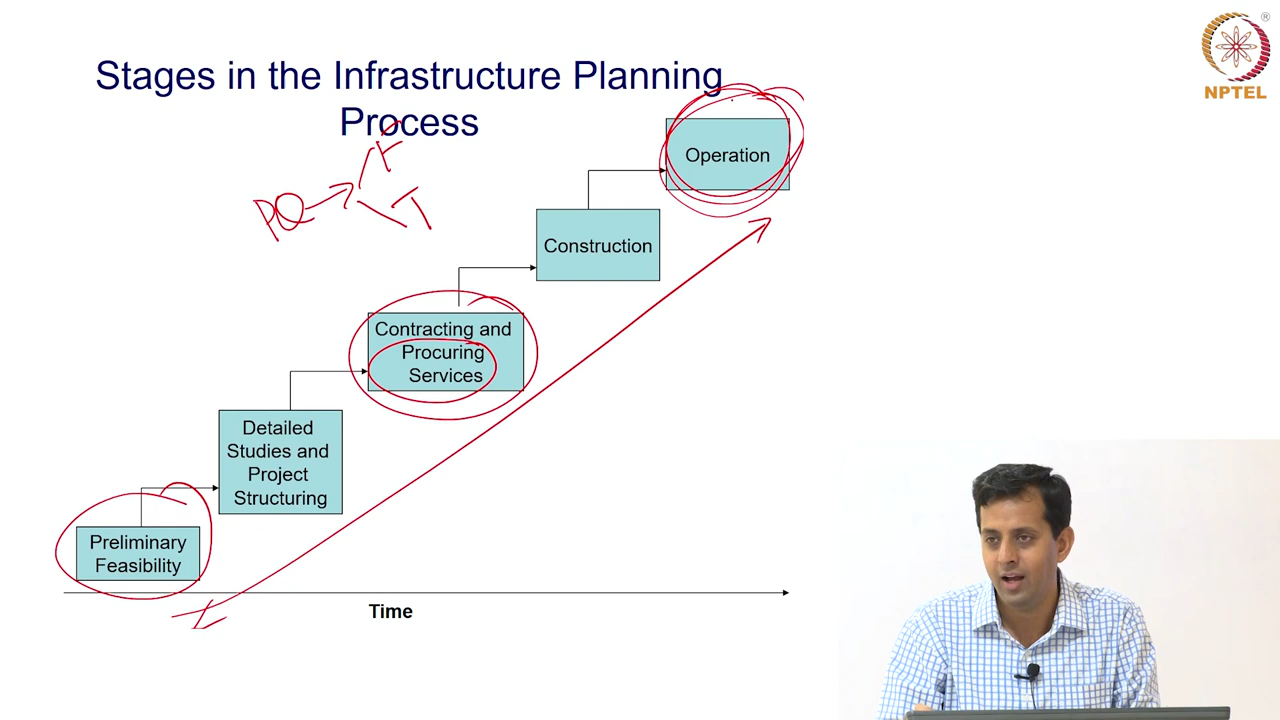 Stages in the Infrastructure Planning
Process
NPTEL
®
PQ
F
T
Operation
Construction
Contracting and
Procuring
Services
Detailed
Studies and
Project
Structuring
Preliminary
Feasibility
Time